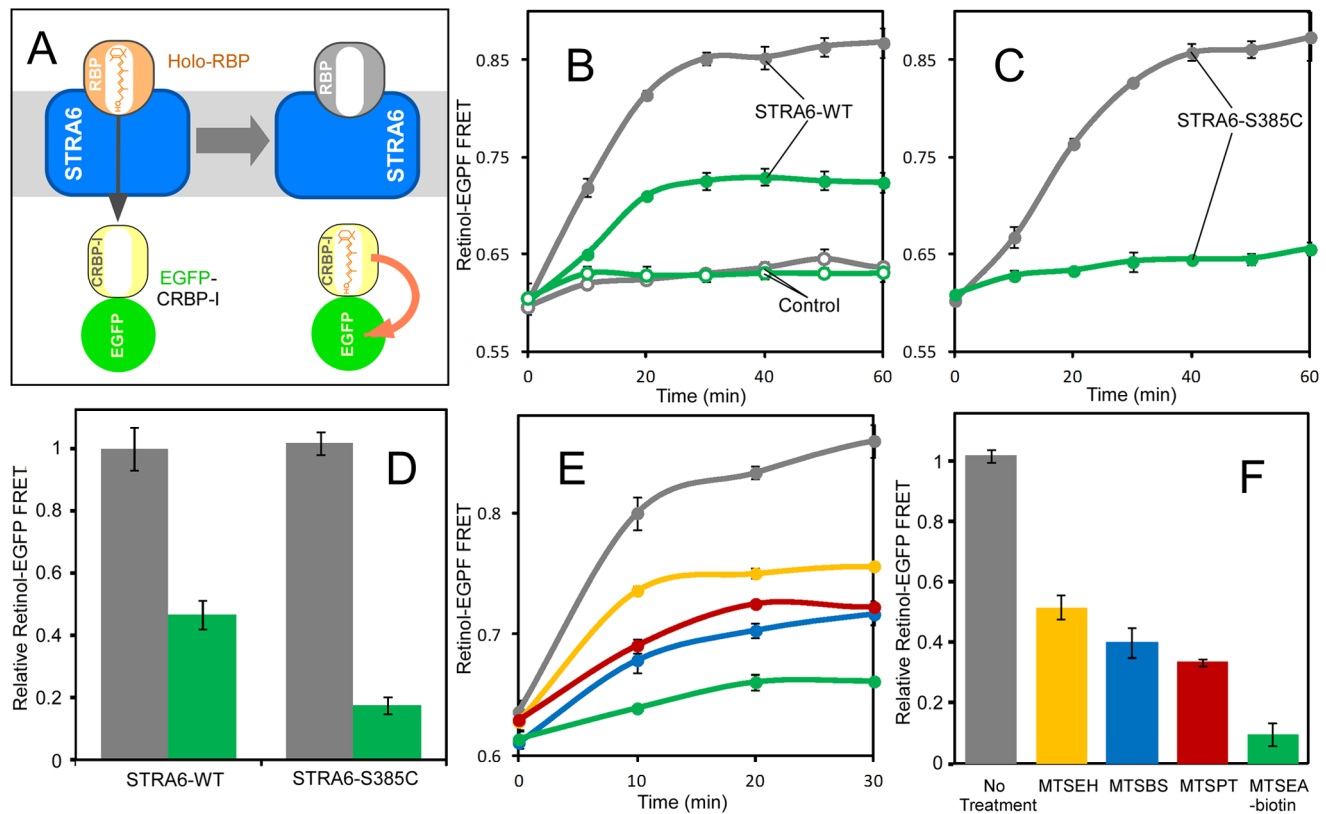 A
RBP
Holo-RBP
HO
STRA6
RBP
STRA6
CRBP-I
EGFP-
CRBP-I
EGFP
CRBP-I
HO
EGFP
B
Retinol-EGPF FRET
0.85
0.75
0.65
0.55
STRA6-WT
Control
0 20 40 60
Time (min)
C
0.85
0.75
0.65
0.55
STRA6-S385C
0 20 40 60
Time (min)
D
Relative Retinol-EGFP FRET
1
0.8
0.6
0.4
0.2
0
STRA6-WT STRA6-S385C
E
Retinol-EGPF FRET
0.8
0.7
0.6
0 10 20 30
Time (min)
F
Relative Retinol-EGFP FRET
1
0.8
0.6
0.4
0.2
0
No MTSEH MTSBS MTSPT MTSEA
Treatment -biotin